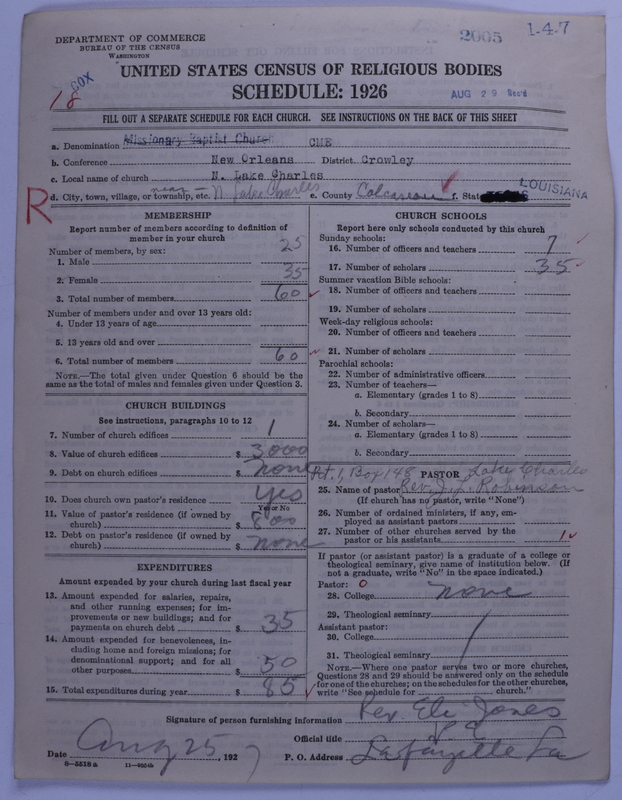 DEPARTMENT OF COMMERCE
BUREAU OF THE CENSUS
WASHINGTON
2005
1-4-7
COX
18
UNITED STATES CENSUS OF RELIGIOUS BODIES
SCHEDULE: 1926
AUG 29 Rec'd
FILL OUT A SEPARATE SCHEDULE FOR EACH CHURCH. SEE INSTRUCTIONS ON THE BACK OF THIS SHEET
a. Denomination Missionary Baptist Church CME
b. Conference New Orleans District Crowley
c. Local name of church N. Lake Charles
R d. City, town, village, or township, etc. near N Lake Charles e. County Calcasieu f. State LOUISIANA
MEMBERSHIP
Report number of members according to definition of
member in your church
Number of members, by sex:
1. Male 25
2. Female 35
3. Total number of members 60
Number of members under and over 13 years old:
4. Under 13 years of age
5. 13 years old and over
6. Total number of members 60
NOTE.—The total given under Question 6 should be the
same as the total of males and females given under Question 3.
CHURCH BUILDINGS
See instructions, paragraphs 10 to 12
7. Number of church edifices 1
8. Value of church edifices $ 3000
9. Debt on church edifices $ none
10. Does church own pastor's residence yes
Yes or No
11. Value of pastor's residence (if owned by
church) $ 800
12. Debt on pastor's residence (if owned by
church) $ none
EXPENDITURES
Amount expended by your church during last fiscal year
13. Amount expended for salaries, repairs,
and other running expenses; for im-
provements or new buildings; and for
payments on church debt $ 35
14. Amount expended for benevolences, in-
cluding home and foreign missions; for
denominational support; and for all
other purposes $ 50
15. Total expenditures during year $ 85
CHURCH SCHOOLS
Report here only schools conducted by this church
Sunday schools:
16. Number of officers and teachers 7
17. Number of scholars 35
Summer vacation Bible schools:
18. Number of officers and teachers
19. Number of scholars
Week-day religious schools:
20. Number of officers and teachers
21. Number of scholars
Parochial schools:
22. Number of administrative officers
23. Number of teachers—
a. Elementary (grades 1 to 8)
b. Secondary
24. Number of scholars—
a. Elementary (grades 1 to 8)
b. Secondary
Rt. 1, Box 148 PASTOR Lake Charles
25. Name of pastor Rev. J. L. Robinson
(If church has no pastor, write "None")
26. Number of ordained ministers, if any, em-
ployed as assistant pastors
27. Number of other churches served by the
pastor or his assistants 1
If pastor (or assistant pastor) is a graduate of a college or
theological seminary, give name of institution below. (If
not a graduate, write "No" in the space indicated.)
Pastor: 0
28. College none
29. Theological seminary
Assistant pastor:
30. College
31. Theological seminary
NOTE.—Where one pastor serves two or more churches,
Questions 28 and 29 should be answered only on the schedule
for one of the churches; on the schedules for the other churches,
write "See schedule for church."
Signature of person furnishing information Rev Eli Jones
Official title P E
Date Aug 25, 1927 P. O. Address Lafayette La
8—5518a 11—9554b